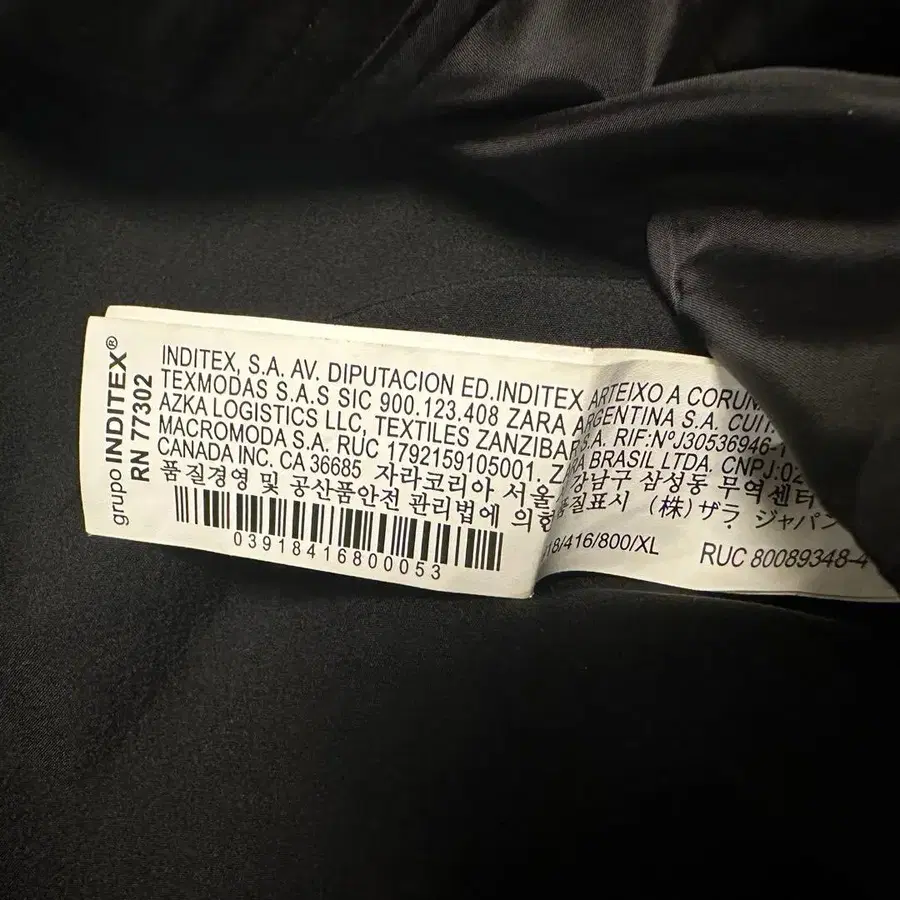 grupo INDITEX®
RN 77302
INDITEX, S.A. AV. DIPUTACION ED.INDITEX ARTEIXO A CORUÑA
TEXMODAS S.A.S SIC 900.123.408 ZARA ARGENTINA S.A. CUIT:
AZKA LOGISTICS LLC, TEXTILES ZANZIBAR S.A. RIF:NºJ30536946-
MACROMODA S.A. RUC 1792159105001, ZARA BRASIL LTDA. CNPJ:02
CANADA INC. CA 36685 자라코리아 서울 강남구 삼성동 무역센터
품질경영 및 공산품안전 관리법에 의한 품질표시 (株)ザラ ジャパン
03918416800053
18/416/800/XL
RUC 80089348-4